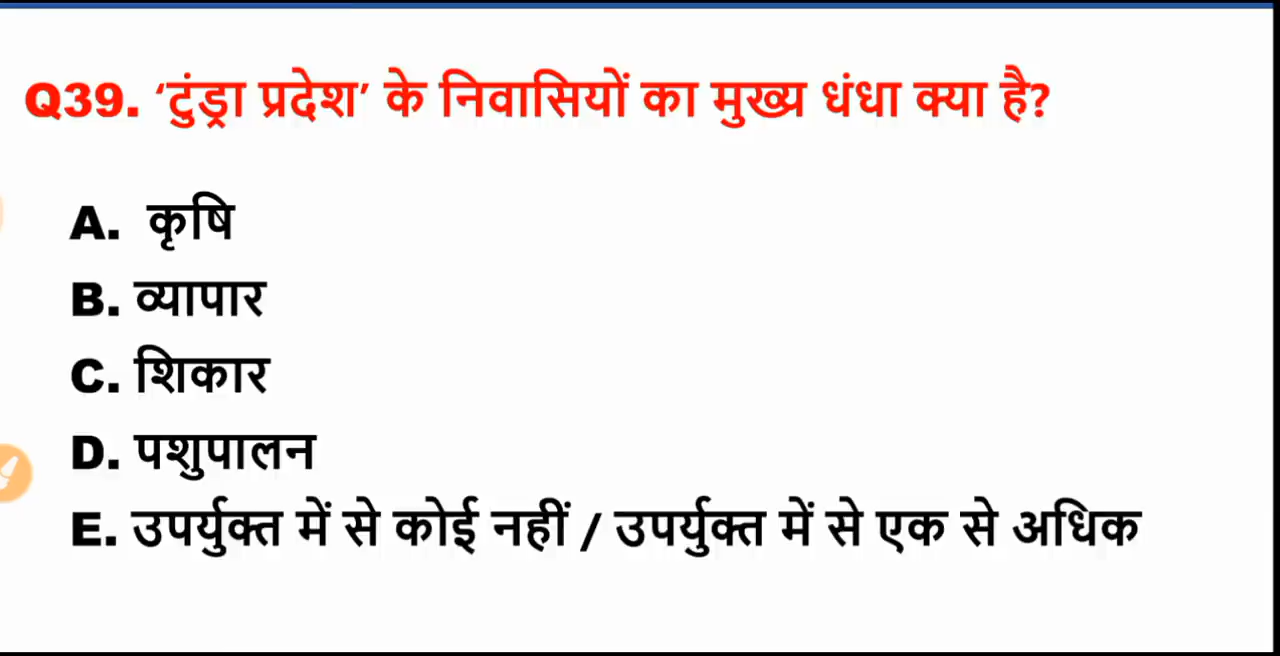 Q39. ‘टुंड्रा प्रदेश’ के निवासियों का मुख्य धंधा क्या है?
A. कृषि
B. व्यापार
C. शिकार
D. पशुपालन
E. उपर्युक्त में से कोई नहीं / उपर्युक्त में से एक से अधिक